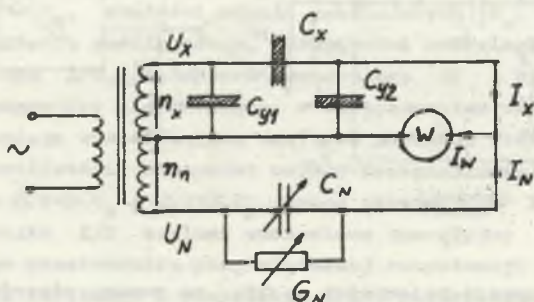 C_x
U_x
n_x
C_y1
C_y2
W
I_x
I_W
I_N
n_n
C_N
U_N
G_N
~